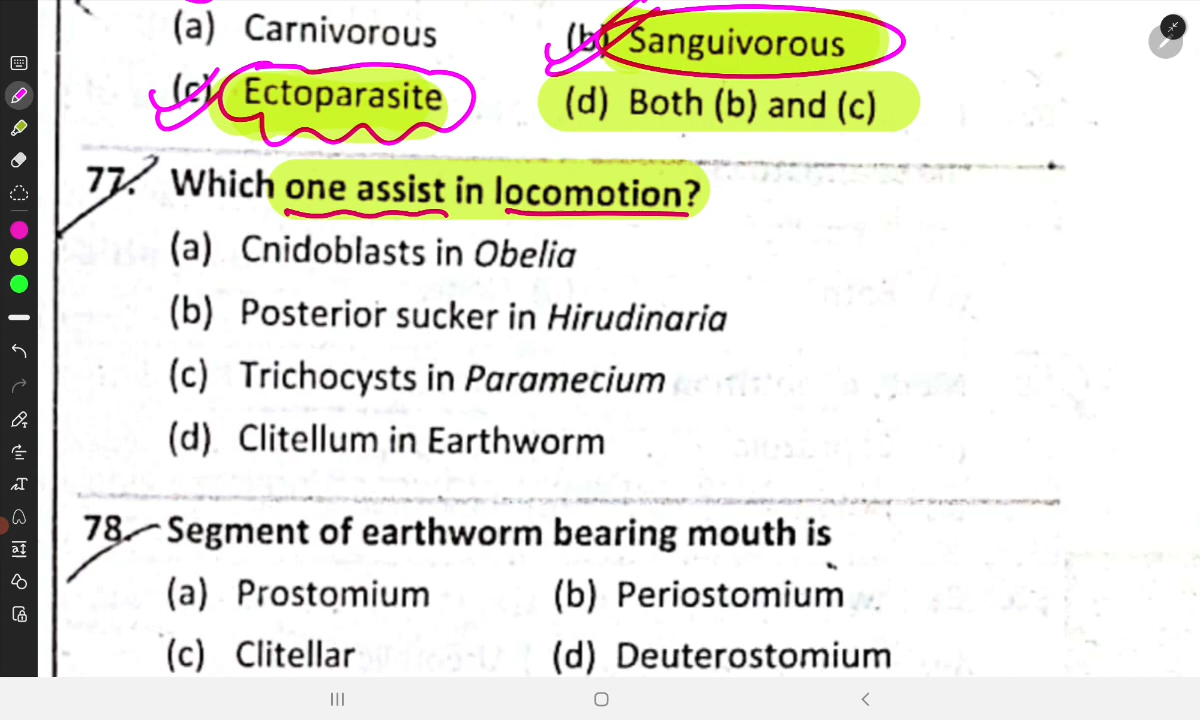 (a) Carnivorous
(b) Sanguivorous
(c) Ectoparasite
(d) Both (b) and (c)
77. Which one assist in locomotion?
(a) Cnidoblasts in Obelia
(b) Posterior sucker in Hirudinaria
(c) Trichocysts in Paramecium
(d) Clitellum in Earthworm
78. Segment of earthworm bearing mouth is
(a) Prostomium
(b) Periostomium
(c) Clitellar
(d) Deuterostomium